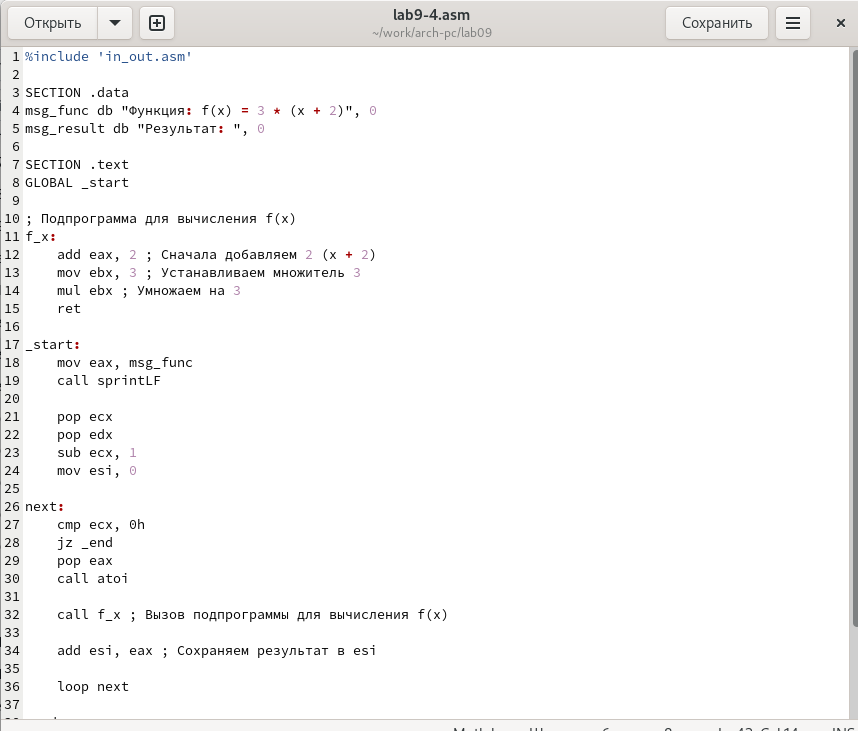 Открыть
lab9-4.asm
~/work/arch-pc/lab09
Сохранить
1 %include 'in_out.asm'
2
3 SECTION .data
4 msg_func db "Функция: f(x) = 3 * (x + 2)", 0
5 msg_result db "Результат: ", 0
6
7 SECTION .text
8 GLOBAL _start
9
10 ; Подпрограмма для вычисления f(x)
11 f_x:
12 add eax, 2 ; Сначала добавляем 2 (x + 2)
13 mov ebx, 3 ; Устанавливаем множитель 3
14 mul ebx ; Умножаем на 3
15 ret
16
17 _start:
18 mov eax, msg_func
19 call sprintLF
20
21 pop ecx
22 pop edx
23 sub ecx, 1
24 mov esi, 0
25
26 next:
27 cmp ecx, 0h
28 jz _end
29 pop eax
30 call atoi
31
32 call f_x ; Вызов подпрограммы для вычисления f(x)
33
34 add esi, eax ; Сохраняем результат в esi
35
36 loop next
37